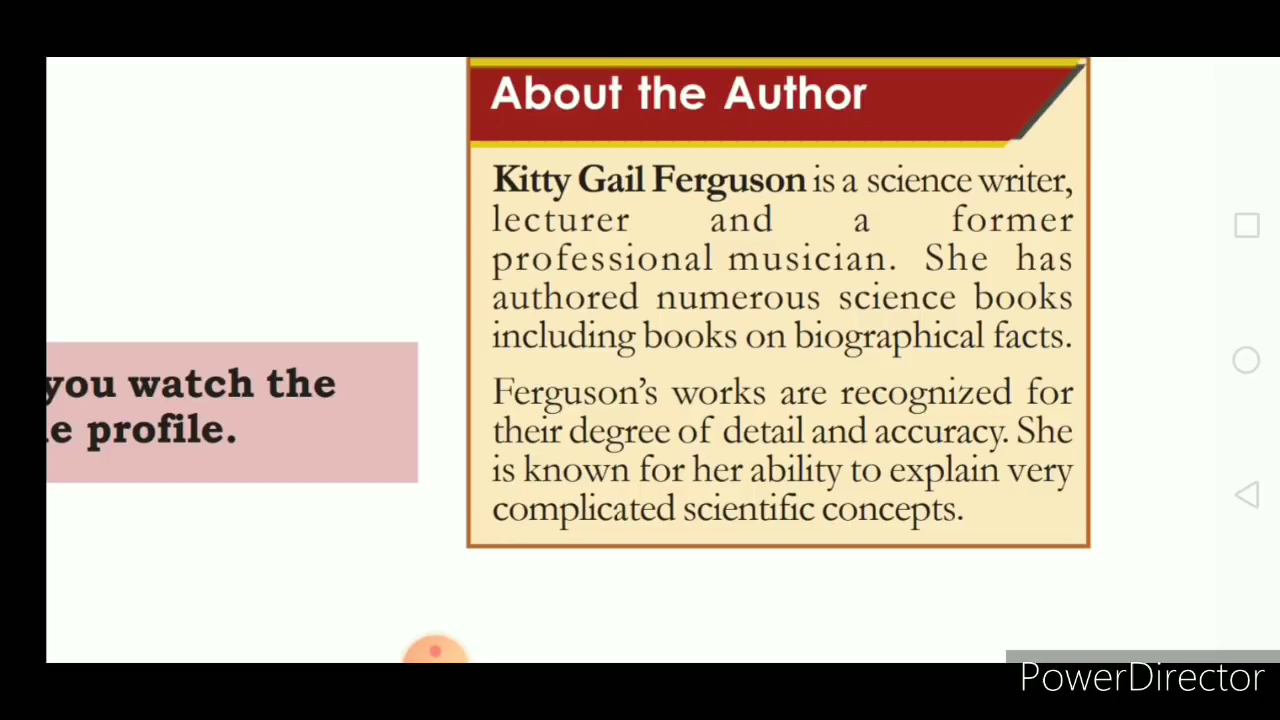 About the Author
Kitty Gail Ferguson is a science writer,
lecturer and a former
professional musician. She has
authored numerous science books
including books on biographical facts.
Ferguson's works are recognized for
their degree of detail and accuracy. She
is known for her ability to explain very
complicated scientific concepts.
you watch the
profile.
PowerDirector